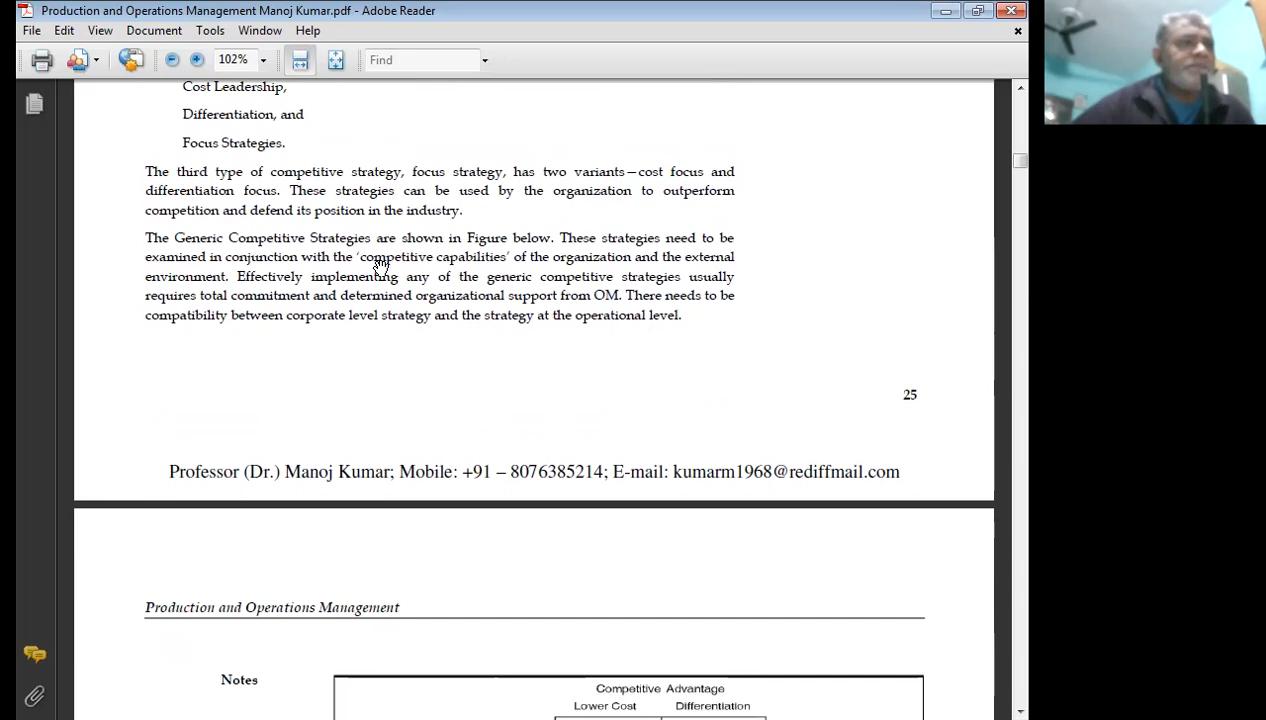 Production and Operations Management Manoj Kumar.pdf - Adobe Reader
File Edit View Document Tools Window Help
102%
Find
Cost Leadership,
Differentiation, and
Focus Strategies.
The third type of competitive strategy, focus strategy, has two variants—cost focus and
differentiation focus. These strategies can be used by the organization to outperform
competition and defend its position in the industry.
The Generic Competitive Strategies are shown in Figure below. These strategies need to be
examined in conjunction with the ‘competitive capabilities’ of the organization and the external
environment. Effectively implementing any of the generic competitive strategies usually
requires total commitment and determined organizational support from OM. There needs to be
compatibility between corporate level strategy and the strategy at the operational level.
25
Professor (Dr.) Manoj Kumar; Mobile: +91 – 8076385214; E-mail: kumarm1968@rediffmail.com
Production and Operations Management
Notes
Competitive Advantage
Lower Cost Differentiation